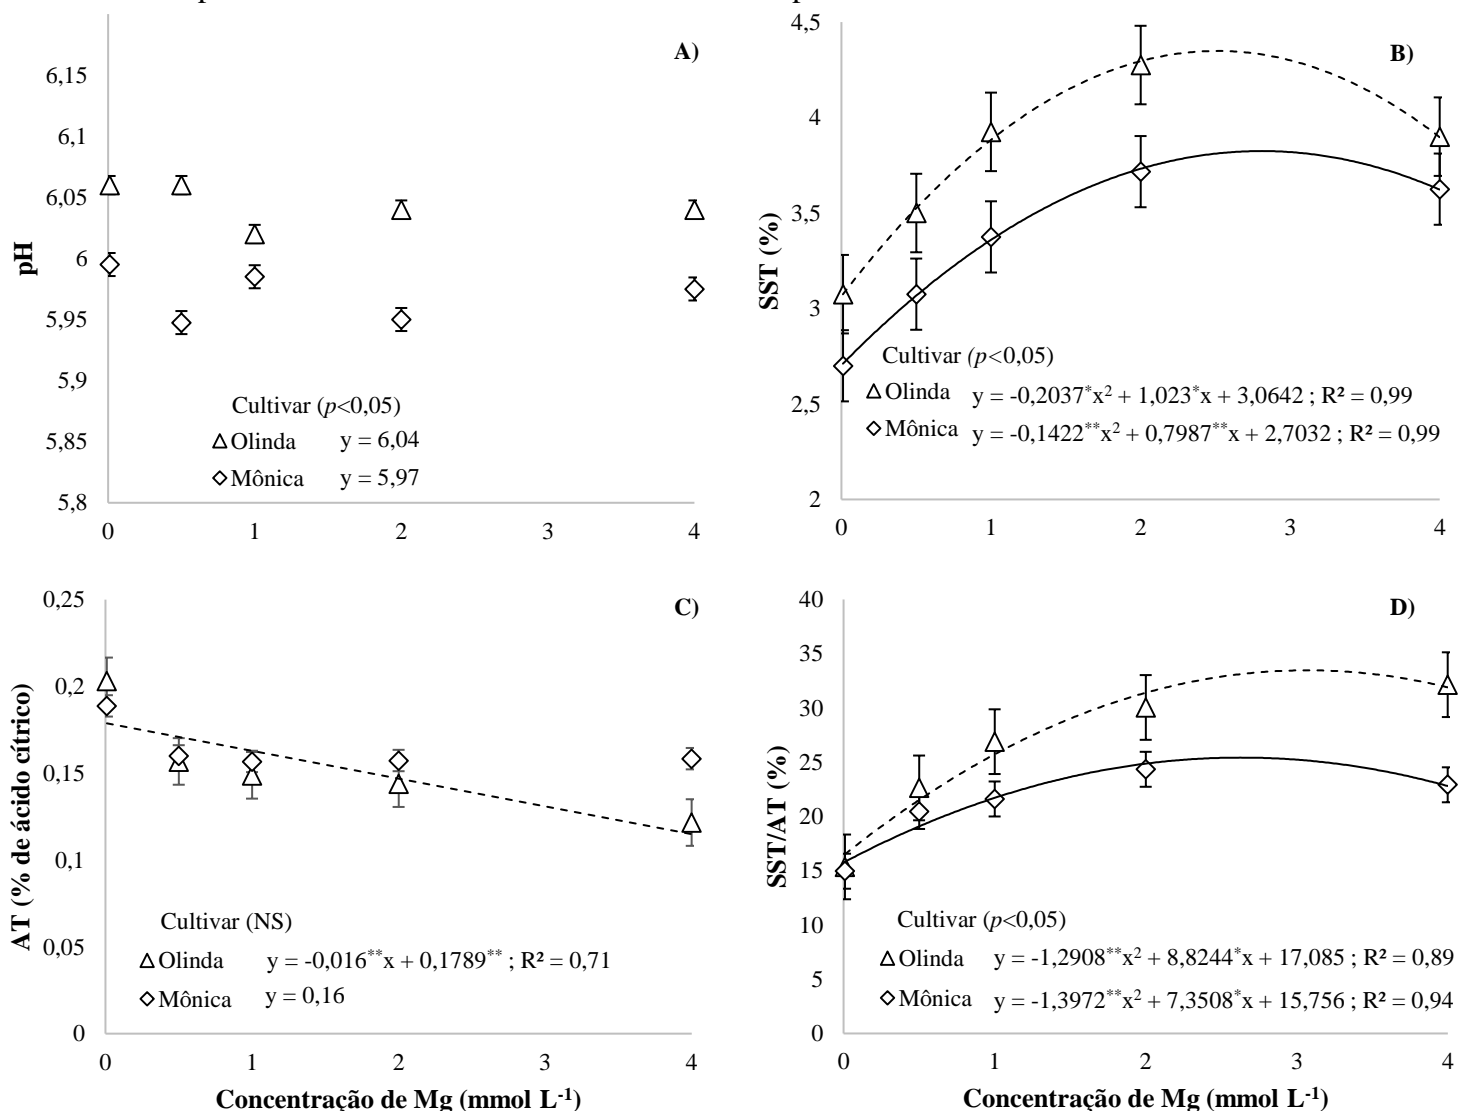 A)
6,15
6,1
6,05
6
5,95
5,9
5,85
5,8
pH
Cultivar (p<0,05)
Olinda y = 6,04
Mônica y = 5,97
0 1 2 3 4
B)
4,5
4
3,5
3
2,5
2
SST (%)
Cultivar (p<0,05)
Olinda y = -0,2037*x² + 1,023*x + 3,0642 ; R² = 0,99
Mônica y = -0,1422**x² + 0,7987**x + 2,7032 ; R² = 0,99
0 1 2 3 4
C)
0,25
0,2
0,15
0,1
0,05
0
AT (% de ácido cítrico)
Cultivar (NS)
Olinda y = -0,016**x + 0,1789** ; R² = 0,71
Mônica y = 0,16
0 1 2 3 4
Concentração de Mg (mmol L⁻¹)
D)
40
35
30
25
20
15
10
5
0
SST/AT (%)
Cultivar (p<0,05)
Olinda y = -1,2908**x² + 8,8244*x + 17,085 ; R² = 0,89
Mônica y = -1,3972**x² + 7,3508*x + 15,756 ; R² = 0,94
0 1 2 3 4
Concentração de Mg (mmol L⁻¹)